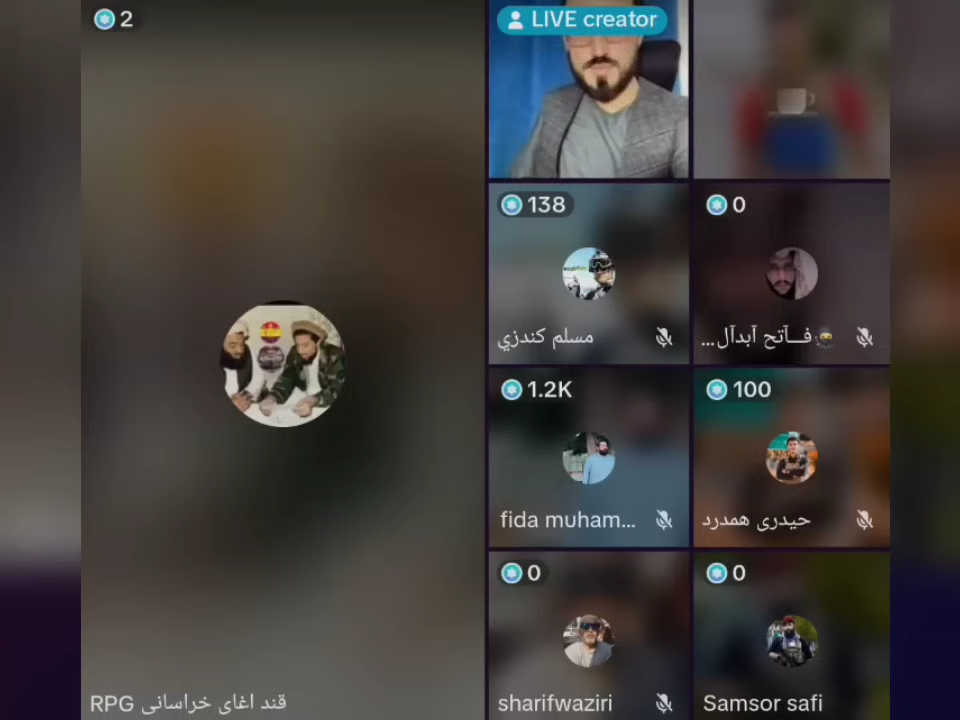 2
LIVE creator
138
0
مسلم كندزي
فــآتح آبدآل...
1.2K
100
fida muham...
حیدری همدرد
0
0
sharifwaziri
Samsor safi
قند اغای خراسانی RPG